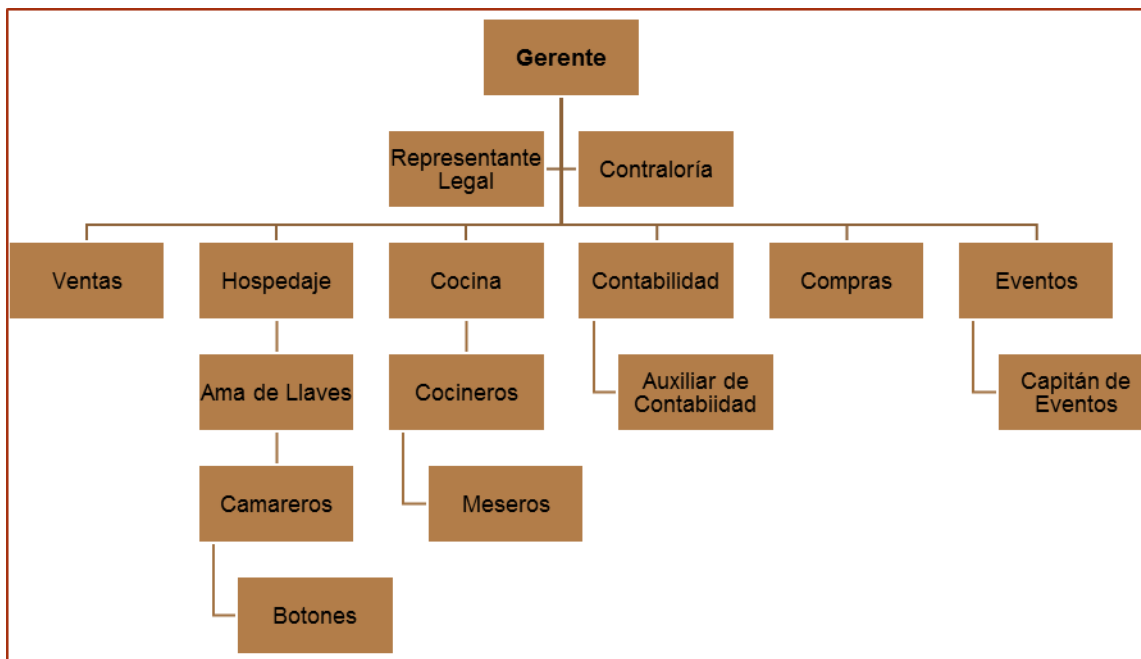 Gerente
Representante
Legal
Contraloría
Ventas
Hospedaje
Cocina
Contabilidad
Compras
Eventos
Ama de Llaves
Cocineros
Auxiliar de
Contabiidad
Capitán de
Eventos
Camareros
Meseros
Botones